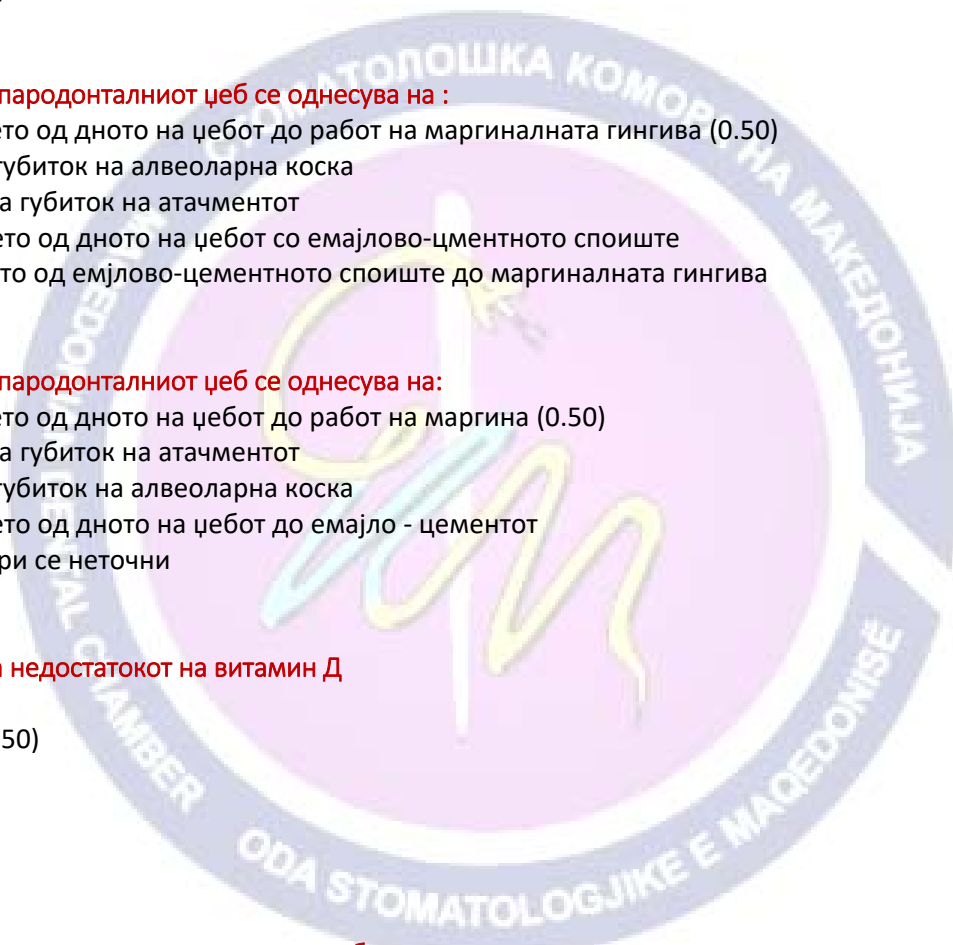 пародонталниот џеб се однесува на :
ето од дното на џебот до работ на маргиналната гингива (0.50)
губиток на алвеоларна коска
а губиток на атачментот
ето од дното на џебот со емајлово-цментното споиште
то од емјлово-цементното споиште до маргиналната гингива
пародонталниот џеб се однесува на:
ето од дното на џебот до работ на маргина (0.50)
а губиток на атачментот
губиток на алвеоларна коска
ето од дното на џебот до емајло - цементот
ри се неточни
недостатокот на витамин Д
50)
СТОМАТОЛОШКА КОМОРА НА МАКЕДОНИЈА
MACEDONIAN DENTAL CHAMBER
ODA STOMATOLOGJIKE E MAQEDONISË